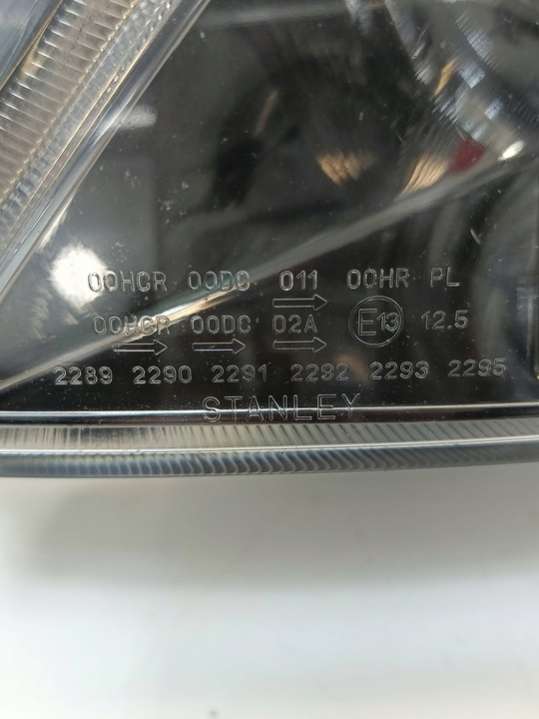 00HCR 00DC 011 00HR PL
00HCR 00DC 02A E13 12.5
2289 2290 2291 2292 2293 2295
STANLEY